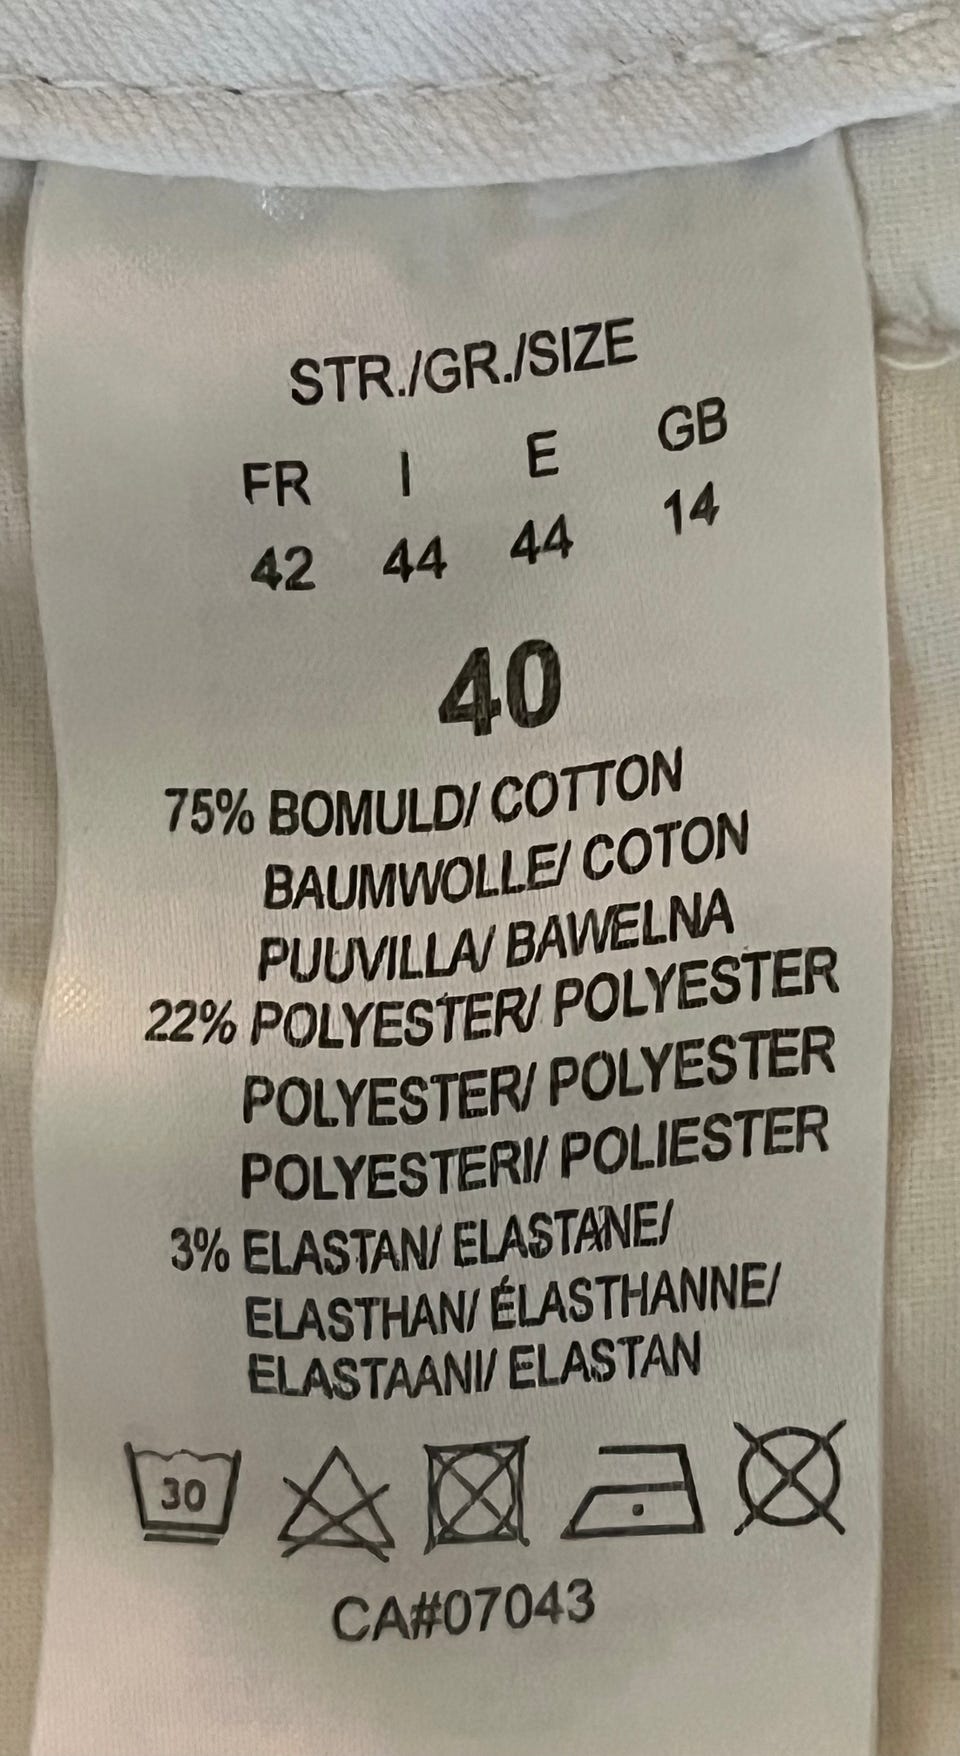 STR./GR./SIZE
FR I E GB
42 44 44 14
40
75% BOMULD/ COTTON
BAUMWOLLE/ COTON
PUUVILLA/ BAWELNA
22% POLYESTER/ POLYESTER
POLYESTER/ POLYESTER
POLYESTERI/ POLIESTER
3% ELASTAN/ ELASTANE/
ELASTHAN/ ÉLASTHANNE/
ELASTAANI/ ELASTAN
30
CA#07043